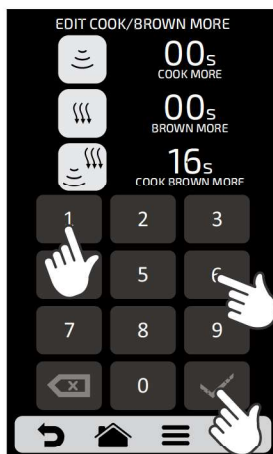 EDIT COOK/BROWN MORE
00s
COOK MORE
00s
BROWN MORE
16s
COOK BROWN MORE
1 2 3
5 6
7 8 9
0